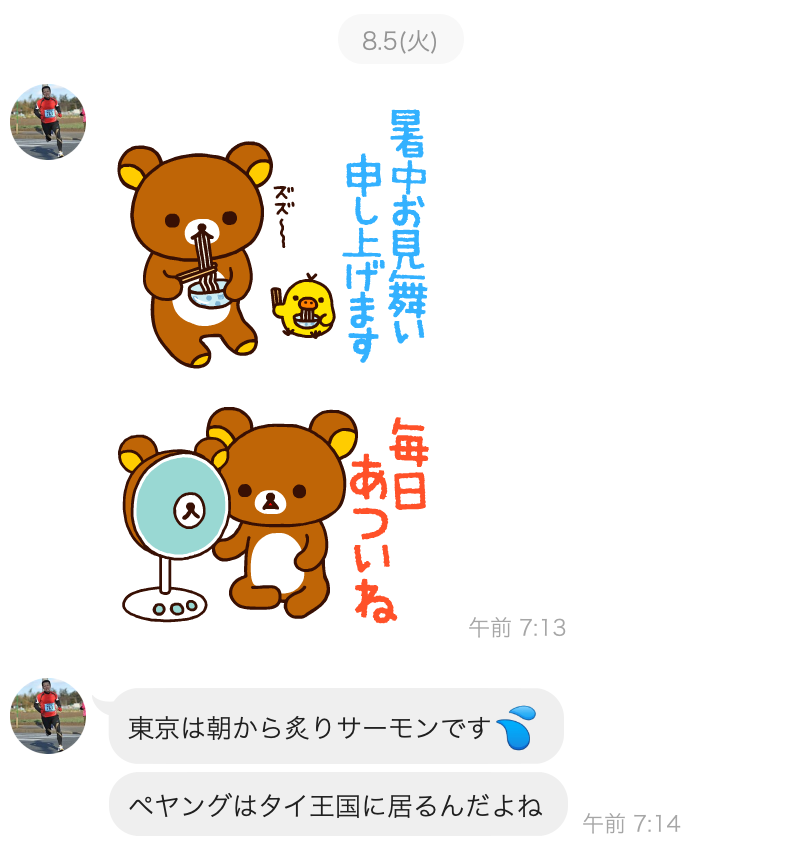 8.5(火)
暑中お見舞い
申し上げます
ズズ〜
毎日
あついね
午前 7:13
東京は朝から炙りサーモンです💦
ペヤングはタイ王国に居るんだよね
午前 7:14